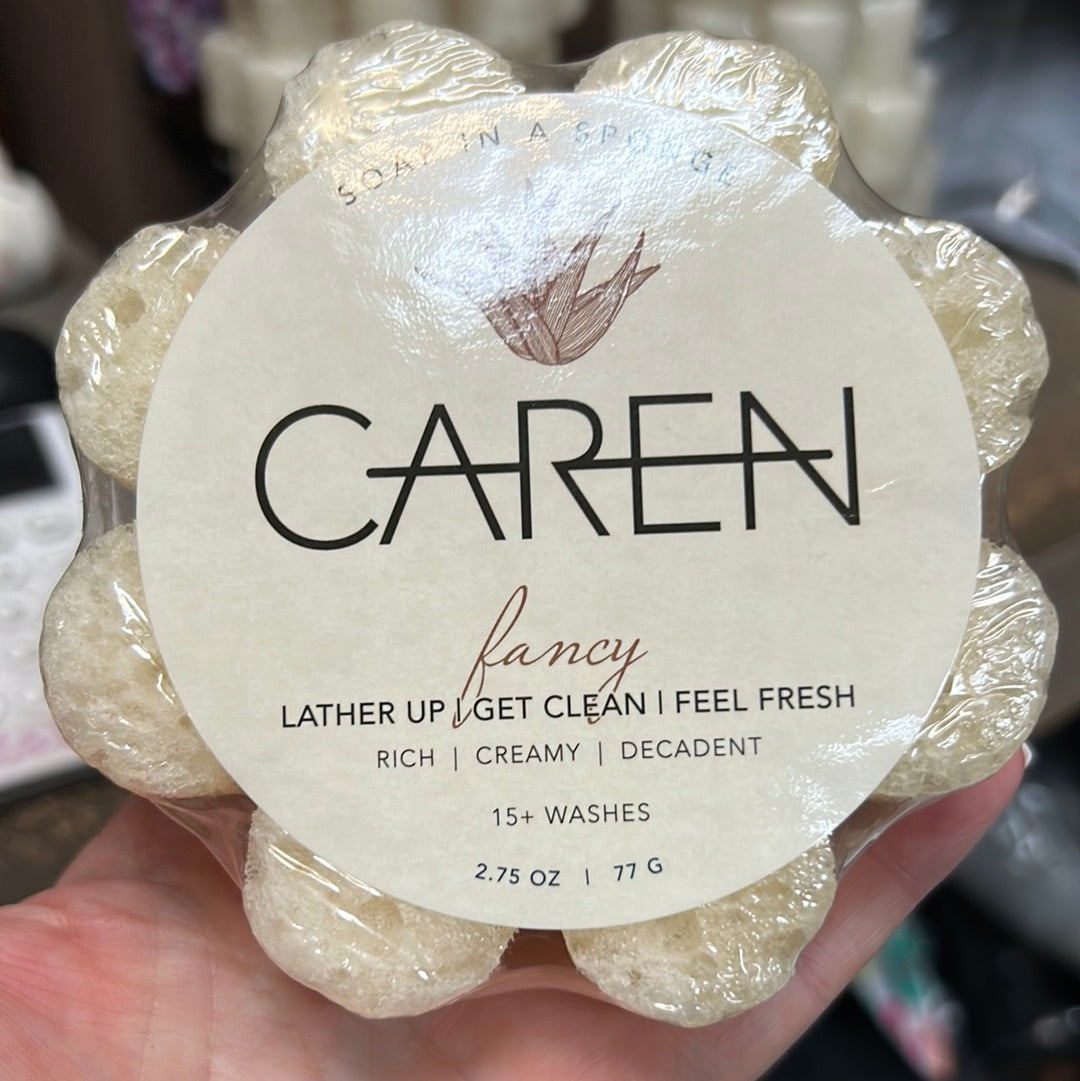 SOAP IN A SPONGE
CAREN
fancy
LATHER UP | GET CLEAN | FEEL FRESH
RICH | CREAMY | DECADENT
15+ WASHES
2.75 OZ | 77 G